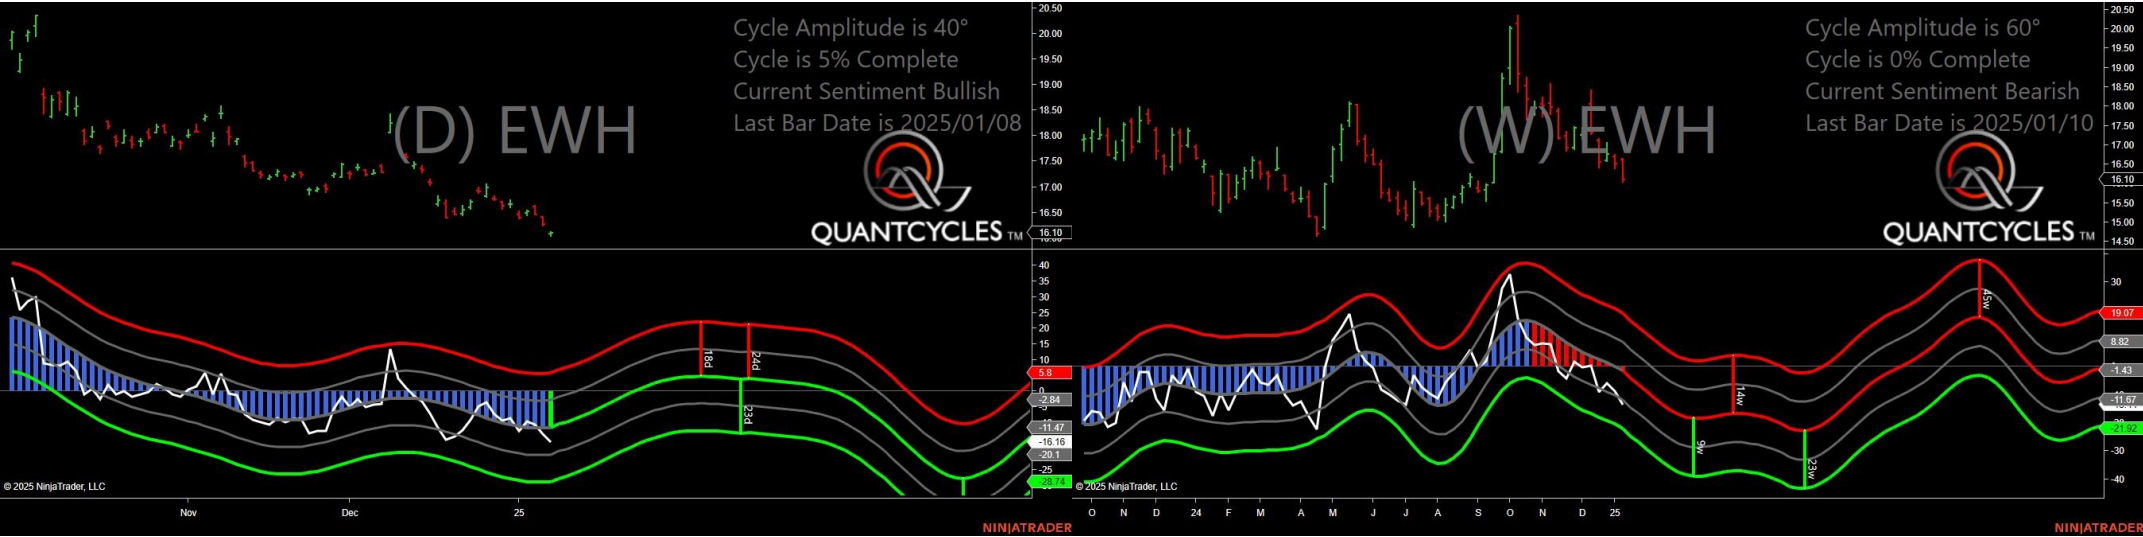 Cycle Amplitude is 40°
Cycle is 5% Complete
Current Sentiment Bullish
Last Bar Date is 2025/01/08
(D) EWH
QUANTCYCLES TM
20.50
20.00
19.50
19.00
18.50
18.00
17.50
17.00
16.50
16.10
40
35
30
25
20
15
10
5.8
0
-2.84
-11.47
-16.16
-20.1
-25
-28.74
18d
24d
23d
© 2025 NinjaTrader, LLC
Nov
Dec
25
NINJATRADER
Cycle Amplitude is 60°
Cycle is 0% Complete
Current Sentiment Bearish
Last Bar Date is 2025/01/10
(W) EWH
QUANTCYCLES TM
20.50
20.00
19.50
19.00
18.50
18.00
17.50
17.00
16.50
16.10
15.50
15.00
14.50
30
19.07
8.82
-1.43
-11.67
-21.92
-30
-40
45w
14w
9w
23w
© 2025 NinjaTrader, LLC
O
N
D
24
F
M
A
M
J
J
A
S
O
N
D
25
NINJATRADER